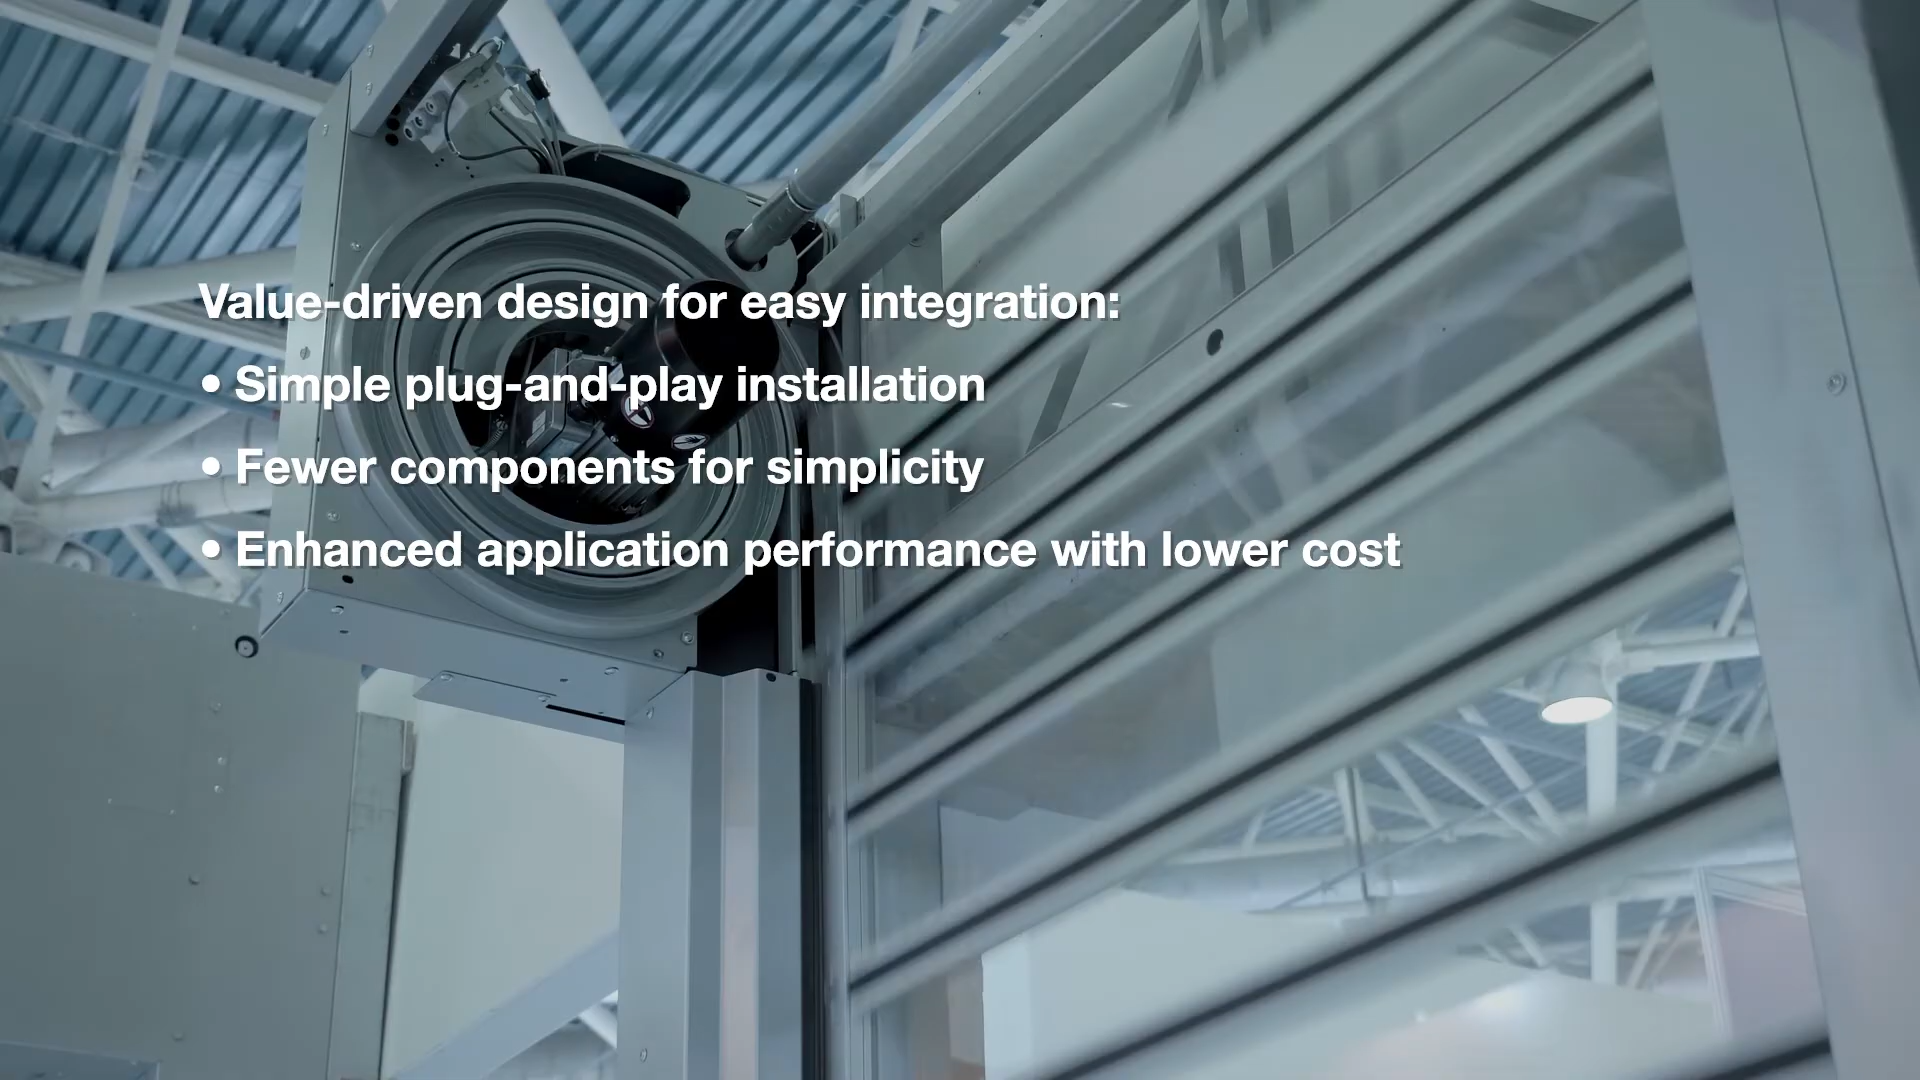 Value-driven design for easy integration:
• Simple plug-and-play installation
• Fewer components for simplicity
• Enhanced application performance with lower cost